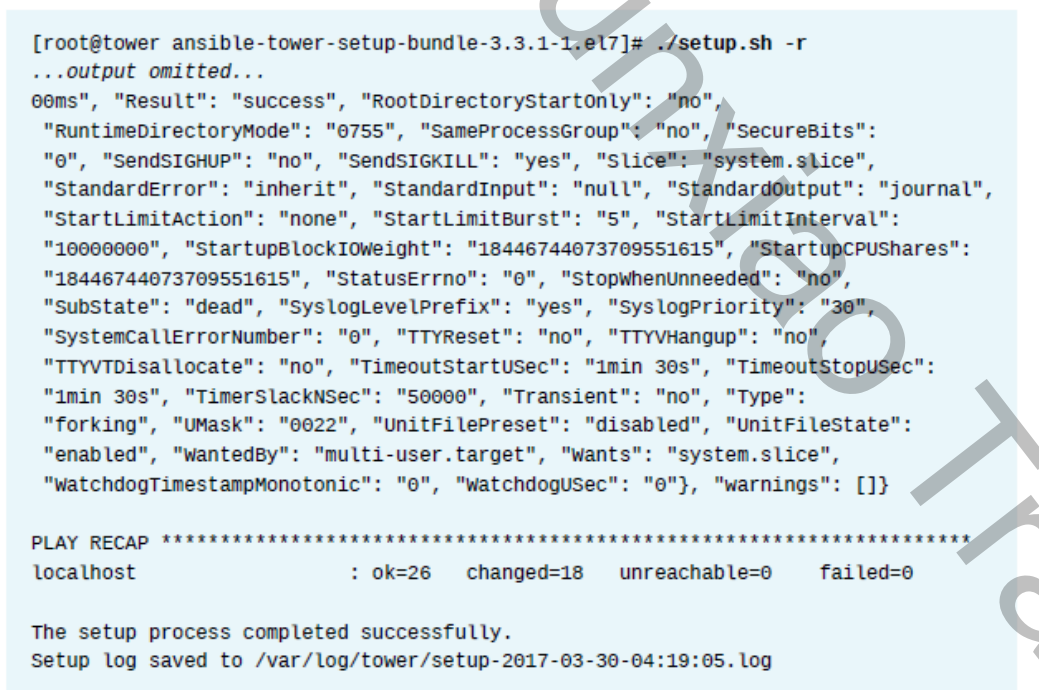 [root@tower ansible-tower-setup-bundle-3.3.1-1.el7]# ./setup.sh -r
...output omitted...
00ms", "Result": "success", "RootDirectoryStartOnly": "no",
"RuntimeDirectoryMode": "0755", "SameProcessGroup": "no", "SecureBits":
"0", "SendSIGHUP": "no", "SendSIGKILL": "yes", "Slice": "system.slice",
"StandardError": "inherit", "StandardInput": "null", "StandardOutput": "journal",
"StartLimitAction": "none", "StartLimitBurst": "5", "StartLimitInterval":
"10000000", "StartupBlockIOWeight": "18446744073709551615", "StartupCPUShares":
"18446744073709551615", "StatusErrno": "0", "StopWhenUnneeded": "no",
"SubState": "dead", "SyslogLevelPrefix": "yes", "SyslogPriority": "30",
"SystemCallErrorNumber": "0", "TTYReset": "no", "TTYVHangup": "no",
"TTYVTDisallocate": "no", "TimeoutStartUSec": "1min 30s", "TimeoutStopUSec":
"1min 30s", "TimerSlackNSec": "50000", "Transient": "no", "Type":
"forking", "UMask": "0022", "UnitFilePreset": "disabled", "UnitFileState":
"enabled", "WantedBy": "multi-user.target", "Wants": "system.slice",
"WatchdogTimestampMonotonic": "0", "WatchdogUSec": "0"}, "warnings": []}
PLAY RECAP *********************************************************************
localhost : ok=26 changed=18 unreachable=0 failed=0
The setup process completed successfully.
Setup log saved to /var/log/tower/setup-2017-03-30-04:19:05.log